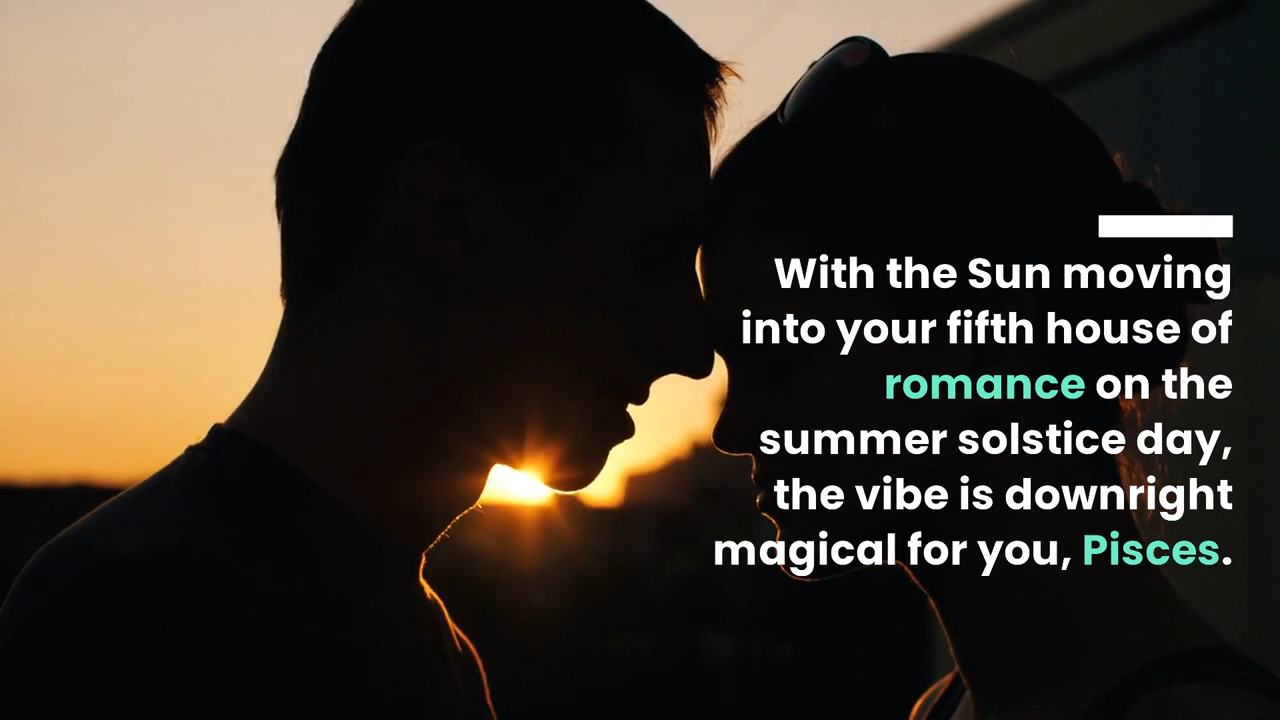 With the Sun moving
into your fifth house of
romance on the
summer solstice day,
the vibe is downright
magical for you, Pisces.